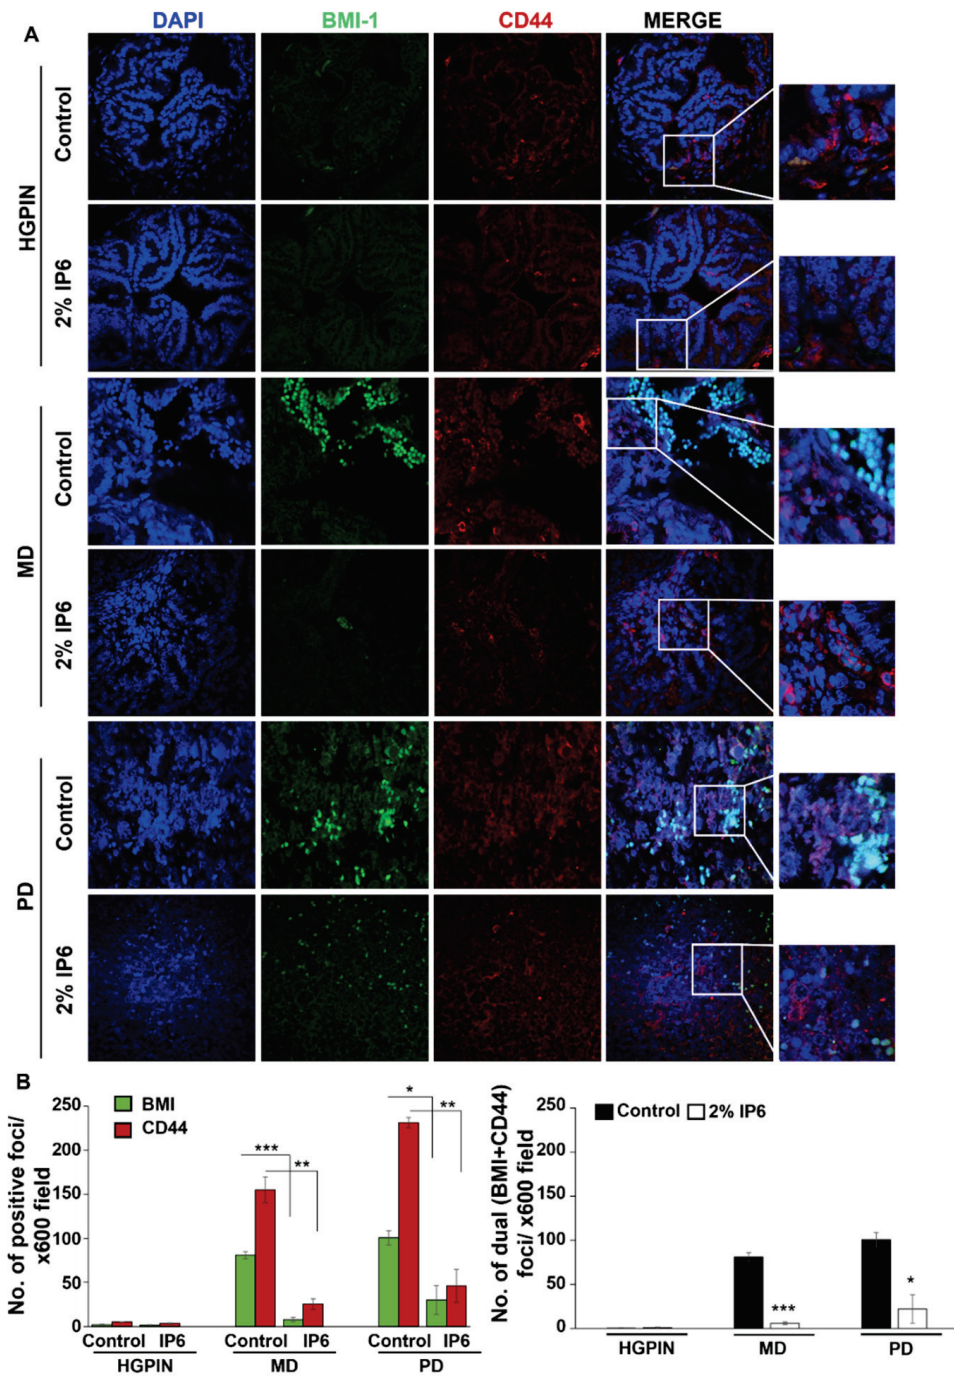 A
DAPI BMI-1 CD44 MERGE
HGPIN
Control
2% IP6
MD
Control
2% IP6
PD
Control
2% IP6
B
No. of positive foci/
x600 field
250
200
150
100
50
0
BMI
CD44
***
**
*
**
Control IP6 Control IP6 Control IP6
HGPIN MD PD
No. of dual (BMI+CD44)
foci/ x600 field
250
200
150
100
50
0
Control 2% IP6
***
*
HGPIN MD PD